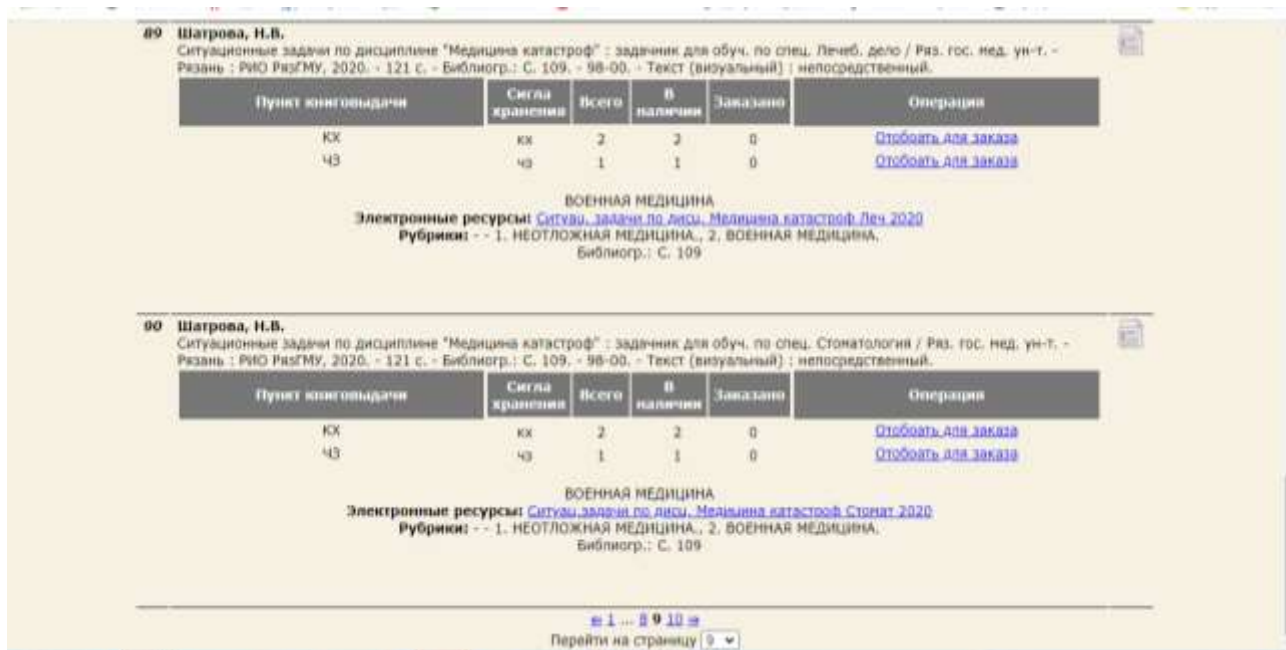 89 Шатрова, Н.В.
Ситуационные задачи по дисциплине "Медицина катастроф" : задачник для обуч. по спец. Лечеб. дело / Ряз. гос. мед. ун-т. -
Рязань : РИО РязГМУ, 2020. - 121 с. - Библиогр.: С. 109. - 98-00. - Текст (визуальный) : непосредственный.
Пункт книговыдачи Сигла хранения Всего В наличии Заказано Операция
КХ кх 2 2 0 Отобрать для заказа
ЧЗ чз 1 1 0 Отобрать для заказа
ВОЕННАЯ МЕДИЦИНА
Электронные ресурсы: Ситуац. задачи по дисц. Медицина катастроф Леч 2020
Рубрики: - - 1. НЕОТЛОЖНАЯ МЕДИЦИНА., 2. ВОЕННАЯ МЕДИЦИНА.
Библиогр.: С. 109
90 Шатрова, Н.В.
Ситуационные задачи по дисциплине "Медицина катастроф" : задачник для обуч. по спец. Стоматология / Ряз. гос. мед. ун-т. -
Рязань : РИО РязГМУ, 2020. - 121 с. - Библиогр.: С. 109. - 98-00. - Текст (визуальный) : непосредственный.
Пункт книговыдачи Сигла хранения Всего В наличии Заказано Операция
КХ кх 2 2 0 Отобрать для заказа
ЧЗ чз 1 1 0 Отобрать для заказа
ВОЕННАЯ МЕДИЦИНА
Электронные ресурсы: Ситуац.задачи по дисц. Медицина катастроф Стомат 2020
Рубрики: - - 1. НЕОТЛОЖНАЯ МЕДИЦИНА., 2. ВОЕННАЯ МЕДИЦИНА.
Библиогр.: С. 109
⇐ 1 ... 8 9 10 ⇒
Перейти на страницу 9